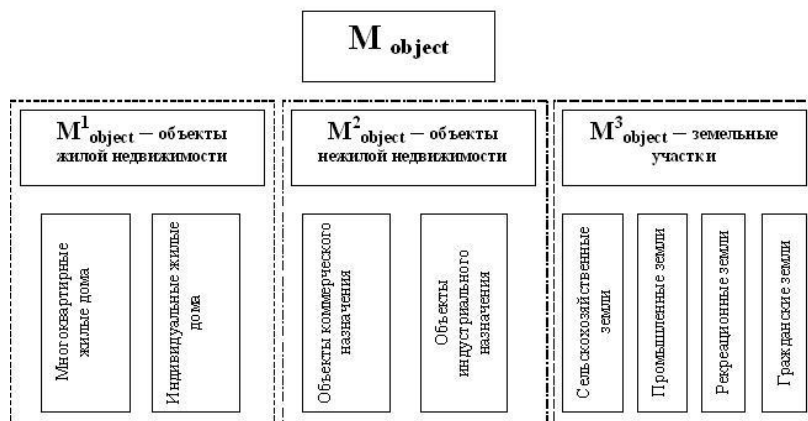 M object
M¹object – объекты
жилой недвижимости
M²object – объекты
нежилой недвижимости
M³object – земельные
участки
Многоквартирные
жилые дома
Индивидуальные жилые
дома
Объекты коммерческого
назначения
Объекты
индустриального
назначения
Сельскохозяйственные
земли
Промышленные земли
Рекреационные земли
Гражданские земли